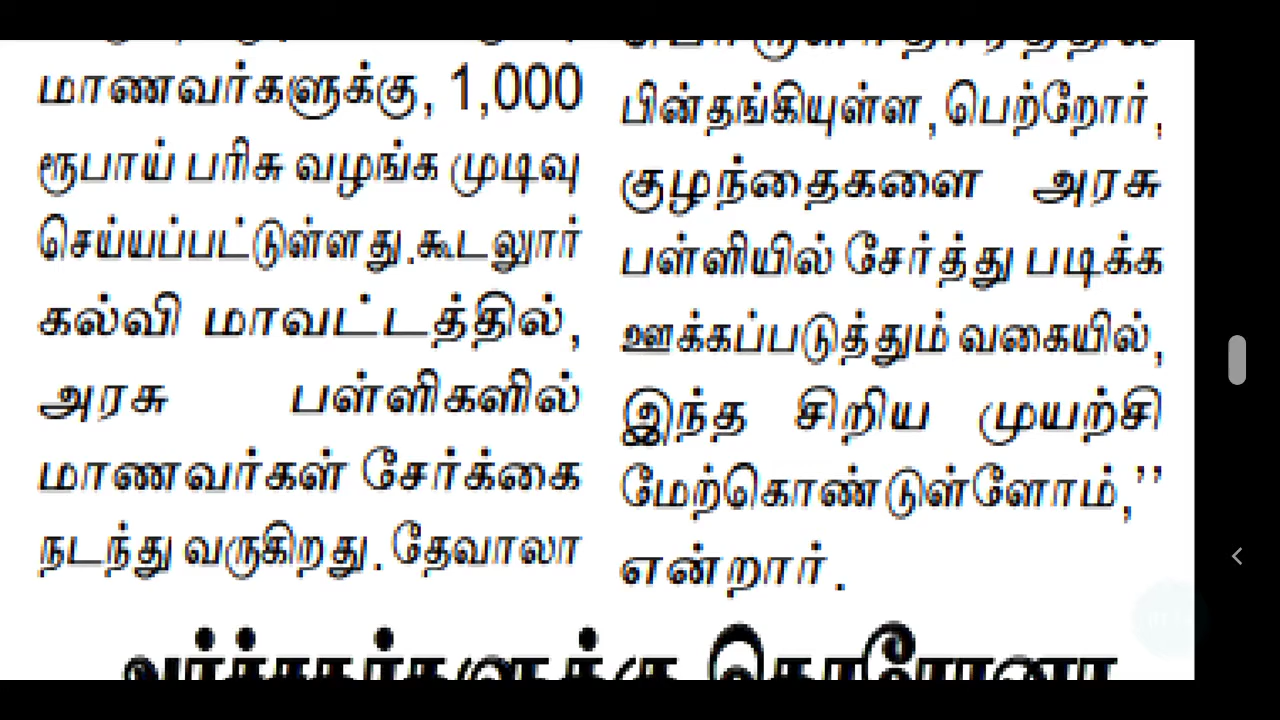 மாணவர்களுக்கு, 1,000
ரூபாய் பரிசு வழங்க முடிவு
செய்யப்பட்டுள்ளது.கூடலூார்
கல்வி மாவட்டத்தில்,
அரசு பள்ளிகளில்
மாணவர்கள் சேர்க்கை
நடந்து வருகிறது. தேவாலா
பின்தங்கியுள்ள, பெற்றோர்,
குழந்தைகளை அரசு
பள்ளியில் சேர்த்து படிக்க
ஊக்கப்படுத்தும் வகையில்,
இந்த சிறிய முயற்சி
மேற்கொண்டுள்ளோம்,’’
என்றார்.